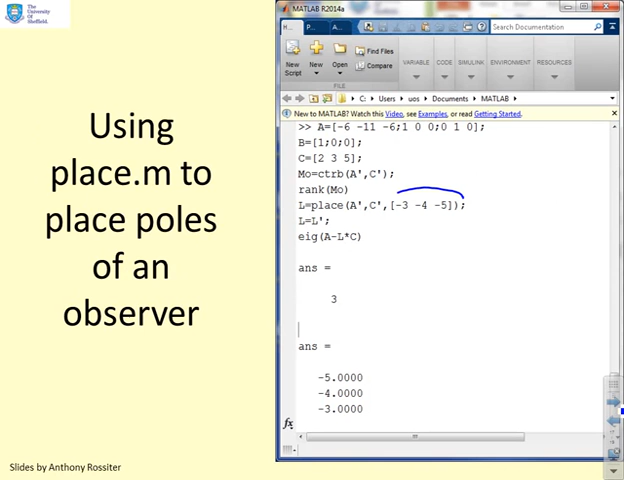 The
University
Of
Sheffield.
Using
place.m to
place poles
of an
observer
Slides by Anthony Rossiter
MATLAB R2014a
H... P... A...
Search Documentation
New
Script
New
Open
Find Files
Compare
FILE
VARIABLE
CODE
SIMULINK
ENVIRONMENT
RESOURCES
C: Users uos Documents MATLAB
New to MATLAB? Watch this Video, see Examples, or read Getting Started.
>> A=[-6 -11 -6;1 0 0;0 1 0];
B=[1;0;0];
C=[2 3 5];
Mo=ctrb(A',C');
rank(Mo)
L=place(A',C',[-3 -4 -5]);
L=L';
eig(A-L*C)
ans =
3
ans =
-5.0000
-4.0000
-3.0000
fx